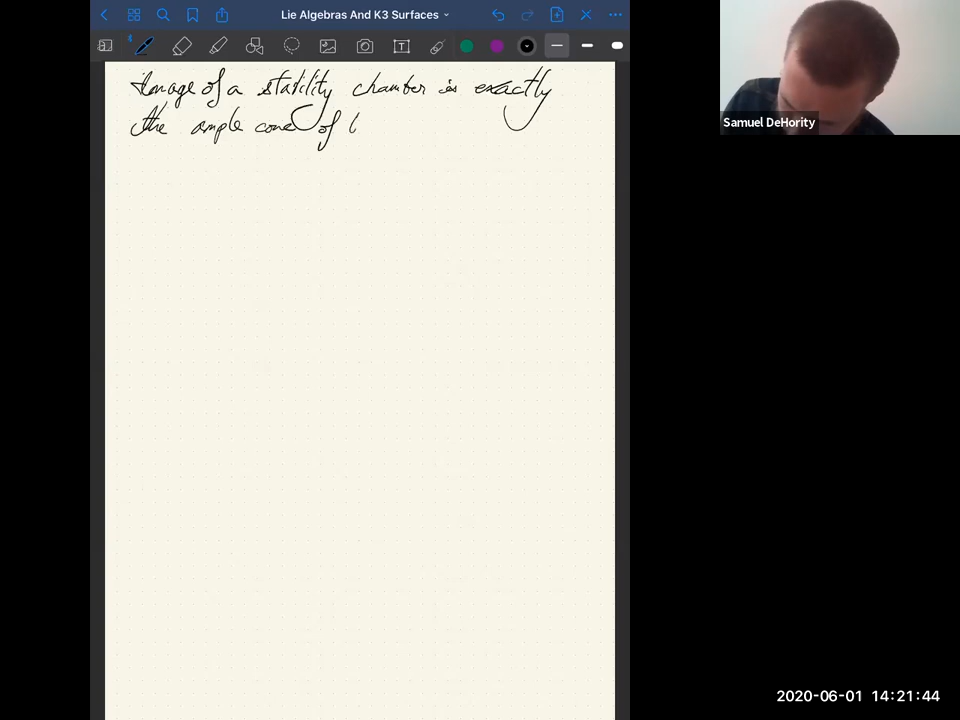 Lie Algebras And K3 Surfaces
Image of a stability chamber is exactly
the ample cone of
Samuel DeHority
2020-06-01 14:21:44